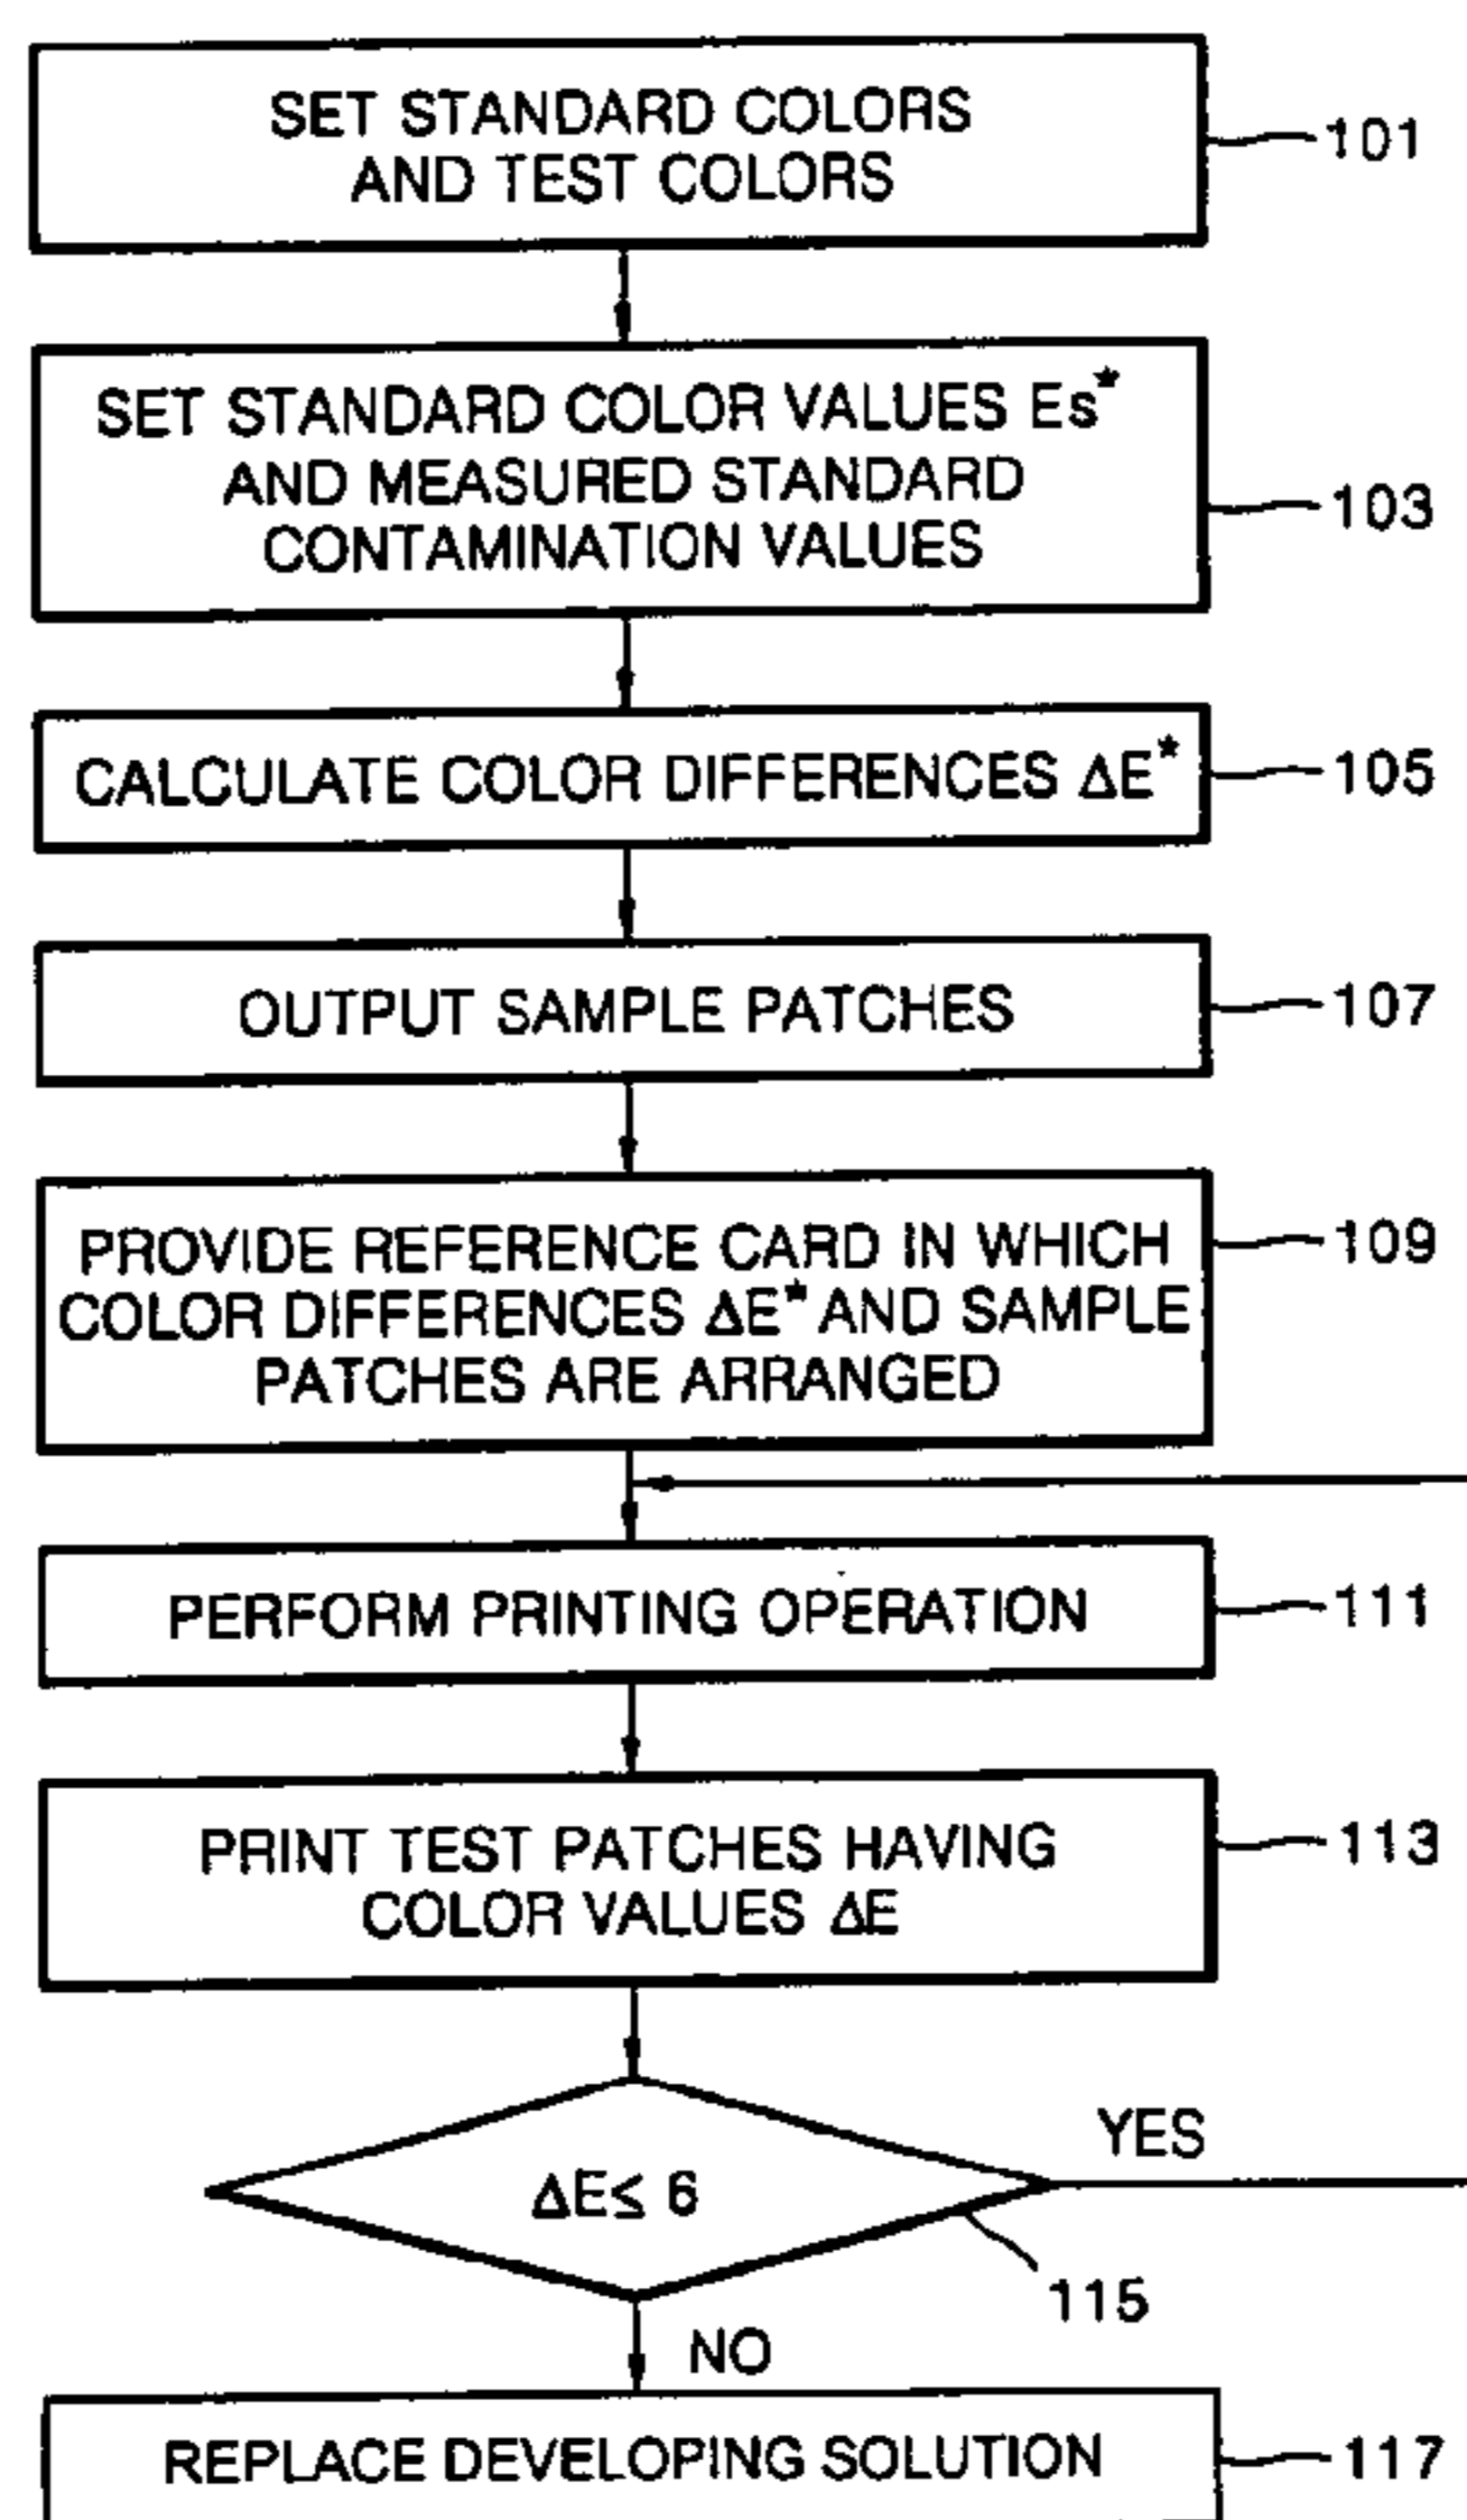 SET STANDARD COLORS
AND TEST COLORS
101
SET STANDARD COLOR VALUES Es*
AND MEASURED STANDARD
CONTAMINATION VALUES
103
CALCULATE COLOR DIFFERENCES ΔE*
105
OUTPUT SAMPLE PATCHES
107
PROVIDE REFERENCE CARD IN WHICH
COLOR DIFFERENCES ΔE* AND SAMPLE
PATCHES ARE ARRANGED
109
PERFORM PRINTING OPERATION
111
PRINT TEST PATCHES HAVING
COLOR VALUES ΔE
113
YES
ΔE≤ 6
115
NO
REPLACE DEVELOPING SOLUTION
117